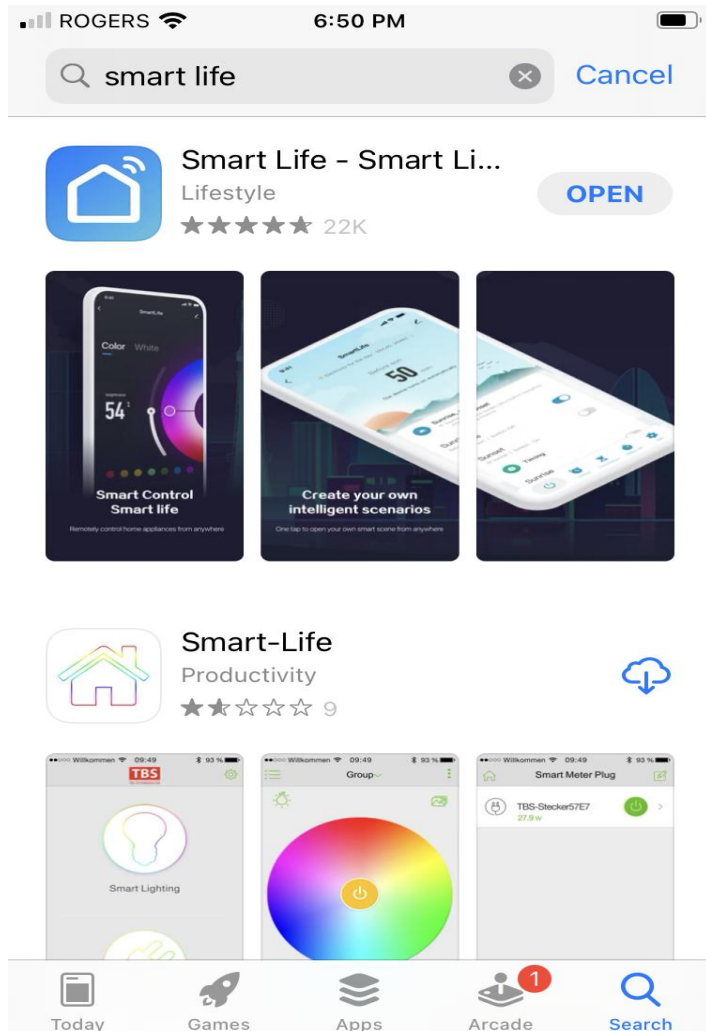 ROGERS 6:50 PM
smart life Cancel
Smart Life - Smart Li...
Lifestyle
OPEN
22K
SmartLife
Color White
54
Smart Control
Smart life
Remotely control home appliances from anywhere
SmartLife
50
Create your own
intelligent scenarios
One tap to open your own smart scene from anywhere
Sunset
Timing
Sunrise
Smart-Life
Productivity
9
Willkommen 09:49 93 %
TBS
Smart Lighting
Willkommen 09:49 93 %
Group
Willkommen 09:49 93 %
Smart Meter Plug
TBS-Stecker57E7
27.9 w
1
Today Games Apps Arcade Search